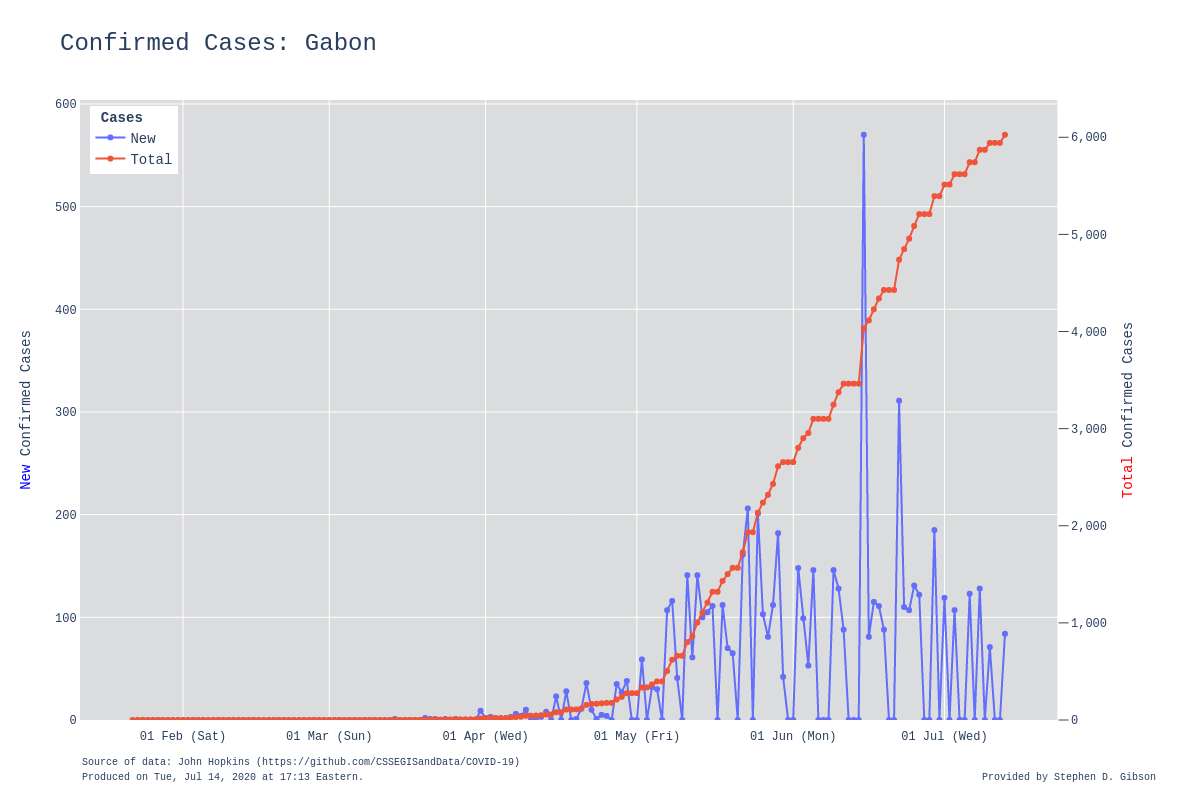 Confirmed Cases: Gabon
Cases
New
Total
600
500
400
300
200
100
0
6,000
5,000
4,000
3,000
2,000
1,000
0
New Confirmed Cases
Total Confirmed Cases
01 Feb (Sat)
01 Mar (Sun)
01 Apr (Wed)
01 May (Fri)
01 Jun (Mon)
01 Jul (Wed)
Source of data: John Hopkins (https://github.com/CSSEGISandData/COVID-19)
Produced on Tue, Jul 14, 2020 at 17:13 Eastern.
Provided by Stephen D. Gibson